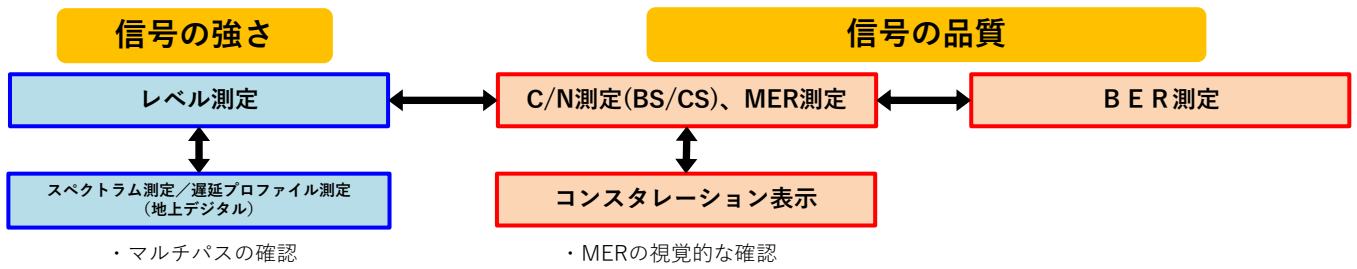 信号の強さ
信号の品質
レベル測定
C/N測定(BS/CS)、MER測定
ＢＥＲ測定
スペクトラム測定／遅延プロファイル測定
(地上デジタル)
コンスタレーション表示
・マルチパスの確認
・MERの視覚的な確認